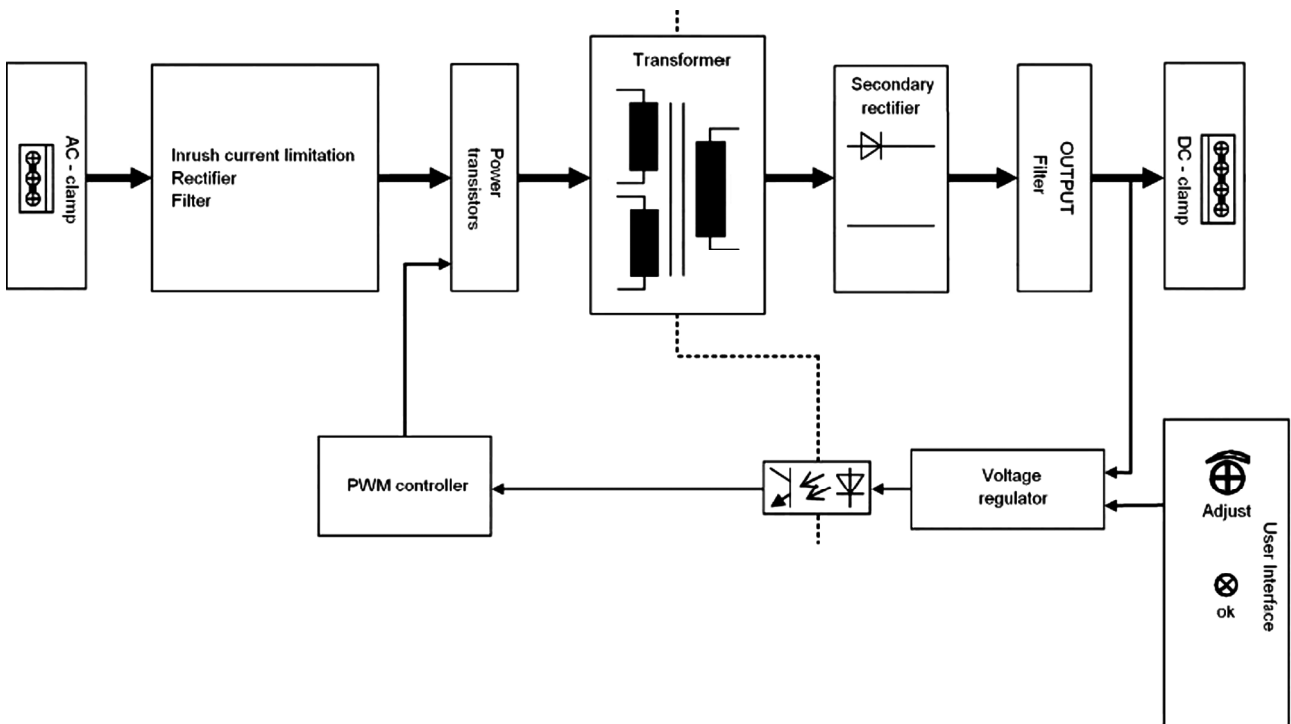 AC - clamp
Inrush current limitation
Rectifier
Filter
Power
transistors
Transformer
Secondary
rectifier
OUTPUT
Filter
DC - clamp
PWM controller
Voltage
regulator
Adjust
ok
User Interface